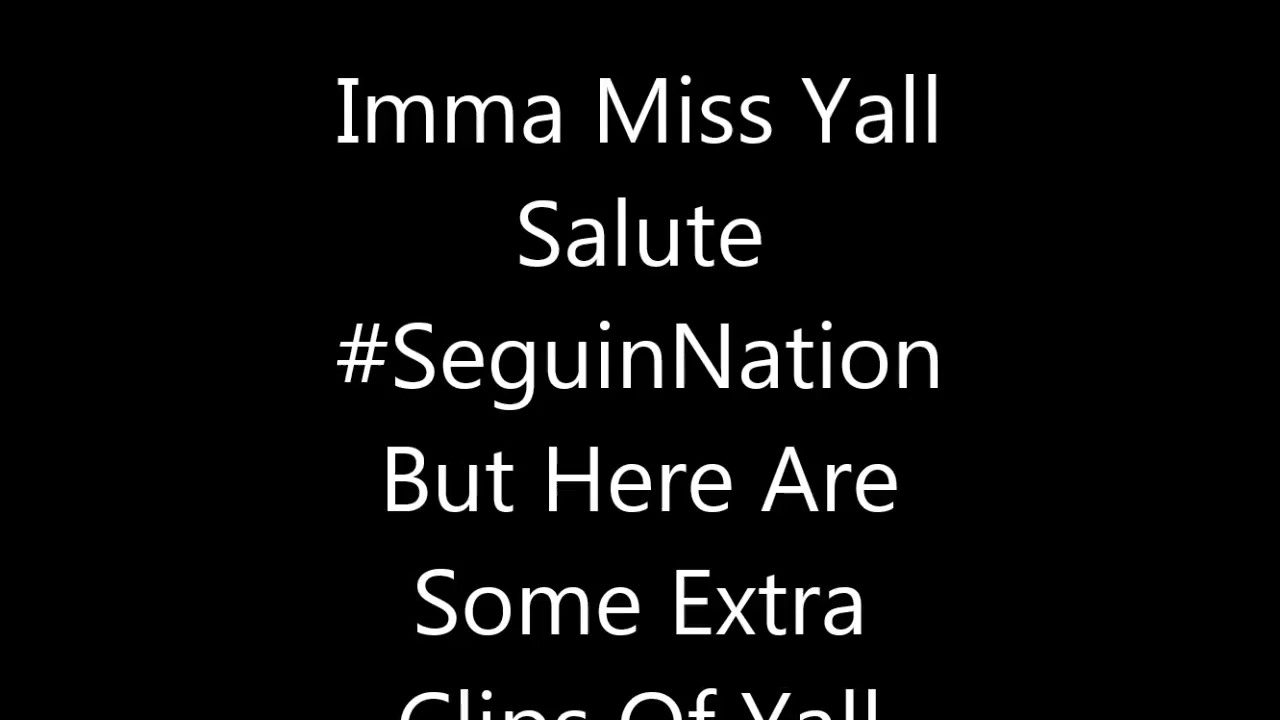 Imma Miss Yall
Salute
#SeguinNation
But Here Are
Some Extra
Clips Of Yall